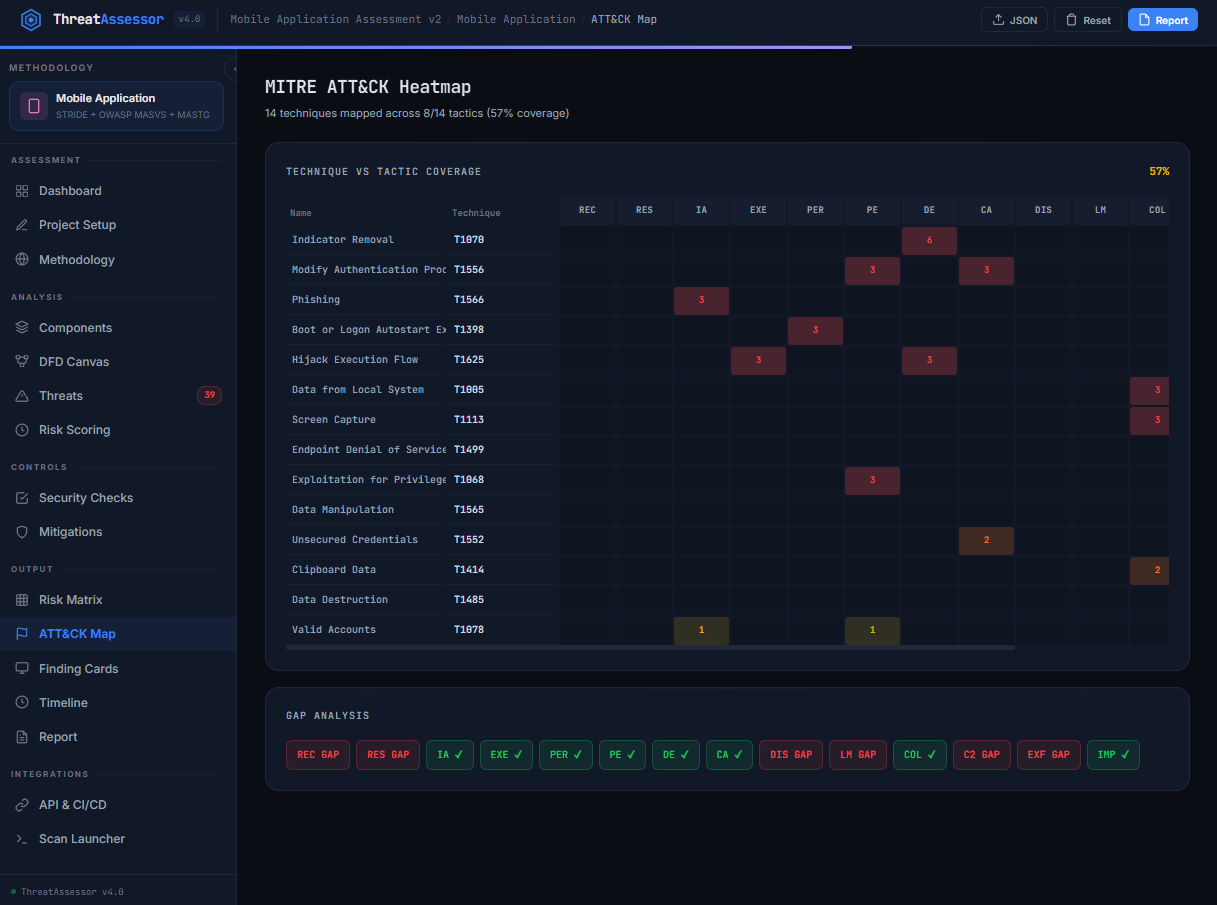 ThreatAssessor v4.0 Mobile Application Assessment v2 / Mobile Application / ATT&CK Map JSON Reset Report
METHODOLOGY
Mobile Application
STRIDE + OWASP MASVS + MASTG
ASSESSMENT
Dashboard
Project Setup
Methodology
ANALYSIS
Components
DFD Canvas
Threats 39
Risk Scoring
CONTROLS
Security Checks
Mitigations
OUTPUT
Risk Matrix
ATT&CK Map
Finding Cards
Timeline
Report
INTEGRATIONS
API & CI/CD
Scan Launcher
ThreatAssessor v4.0
MITRE ATT&CK Heatmap
14 techniques mapped across 8/14 tactics (57% coverage)
TECHNIQUE VS TACTIC COVERAGE 57%
Name Technique REC RES IA EXE PER PE DE CA DIS LM COL
Indicator Removal T1070 6
Modify Authentication Proc T1556 3 3
Phishing T1566 3
Boot or Logon Autostart Ex T1398 3
Hijack Execution Flow T1625 3 3
Data from Local System T1005 3
Screen Capture T1113 3
Endpoint Denial of Service T1499
Exploitation for Privilege T1068 3
Data Manipulation T1565
Unsecured Credentials T1552 2
Clipboard Data T1414 2
Data Destruction T1485
Valid Accounts T1078 1 1
GAP ANALYSIS
REC GAP RES GAP IA ✓ EXE ✓ PER ✓ PE ✓ DE ✓ CA ✓ DIS GAP LM GAP COL ✓ C2 GAP EXF GAP IMP ✓